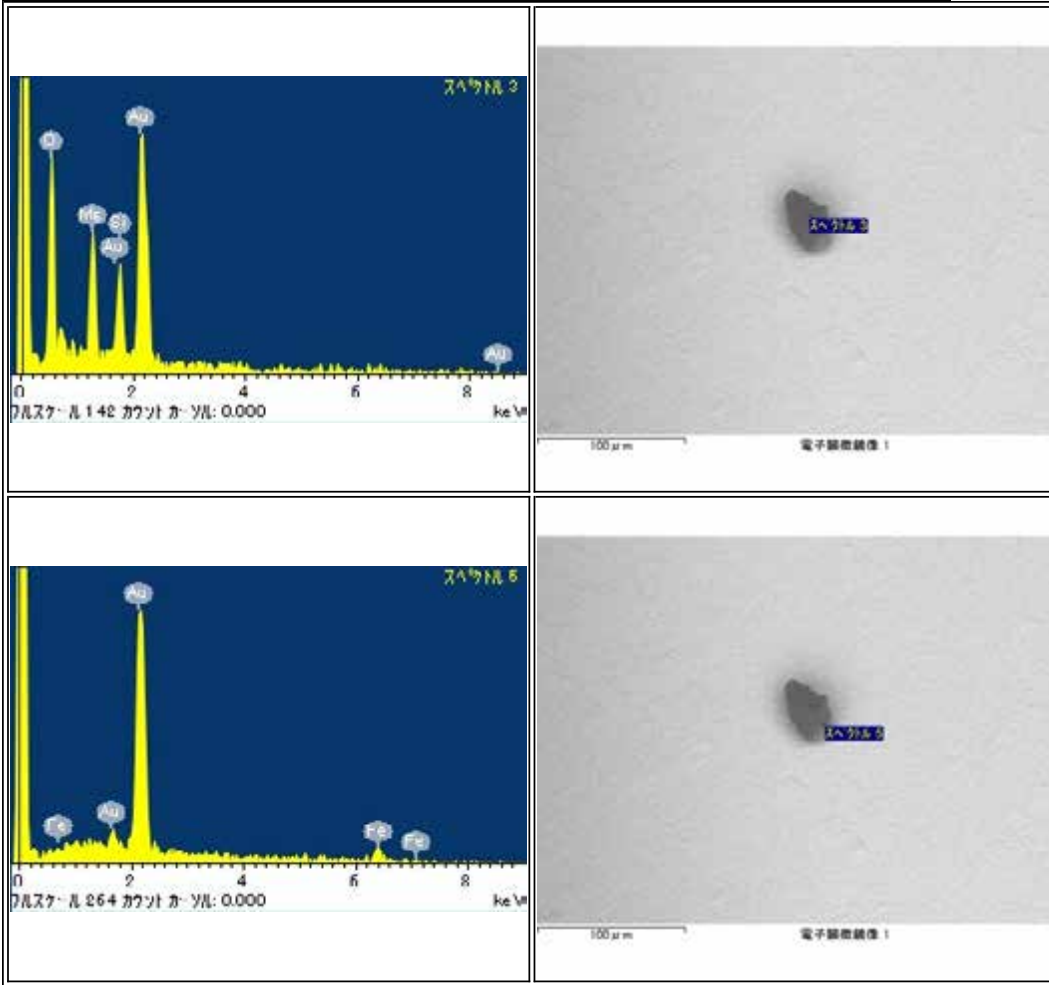 スペクトル 3
Au
O
Mg
Si
Au
Au
0 2 4 6 8
フルスケール 142 カウント カーソル: 0.000 keV
スペクトル 3
100μm 電子顕微鏡像 1
スペクトル 5
Au
Fe
Au
Fe
Fe
0 2 4 6 8
フルスケール 264 カウント カーソル: 0.000 keV
スペクトル 5
100μm 電子顕微鏡像 1